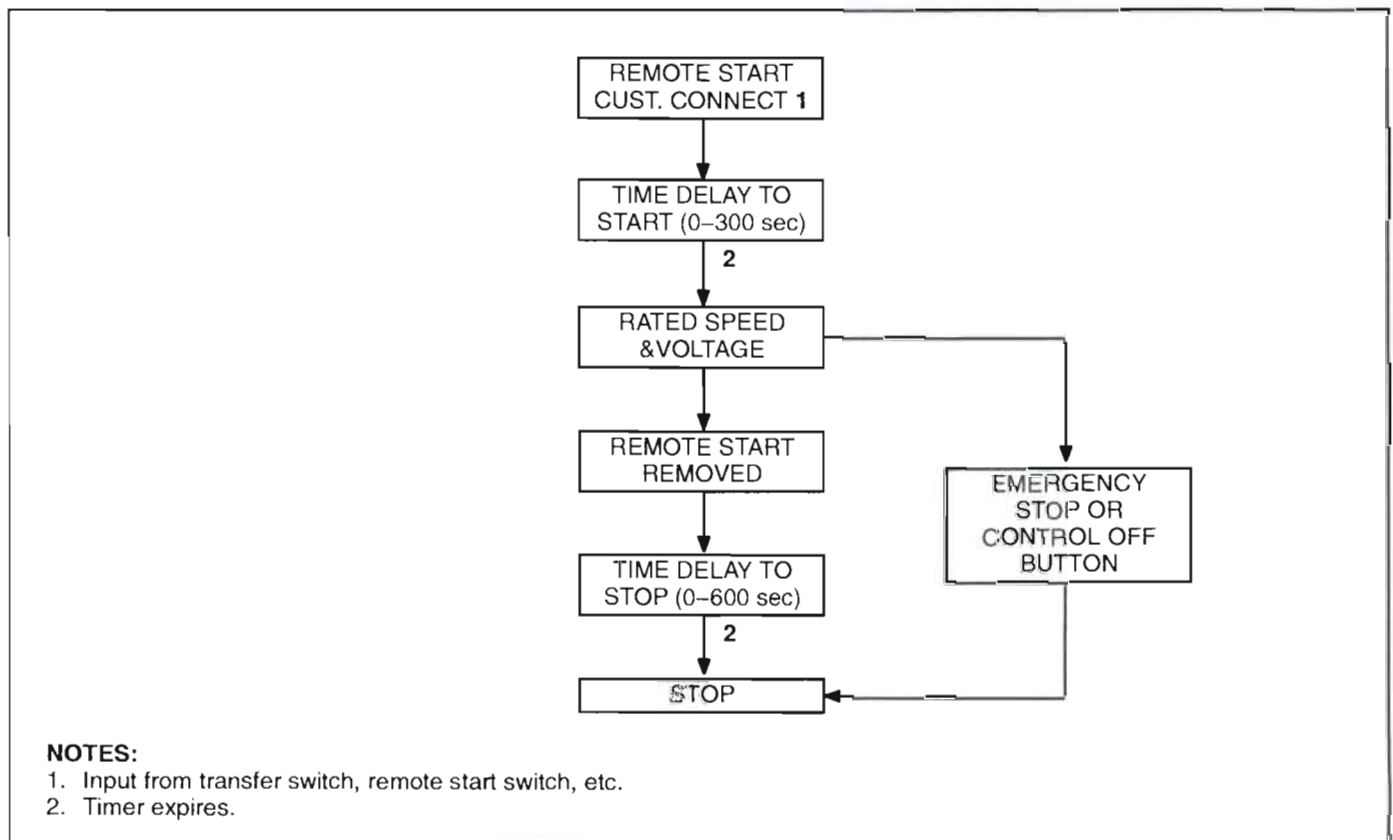 REMOTE START
CUST. CONNECT 1
TIME DELAY TO
START (0–300 sec)
2
RATED SPEED
&VOLTAGE
REMOTE START
REMOVED
EMERGENCY
STOP OR
CONTROL OFF
BUTTON
TIME DELAY TO
STOP (0–600 sec)
2
STOP
NOTES:
1. Input from transfer switch, remote start switch, etc.
2. Timer expires.